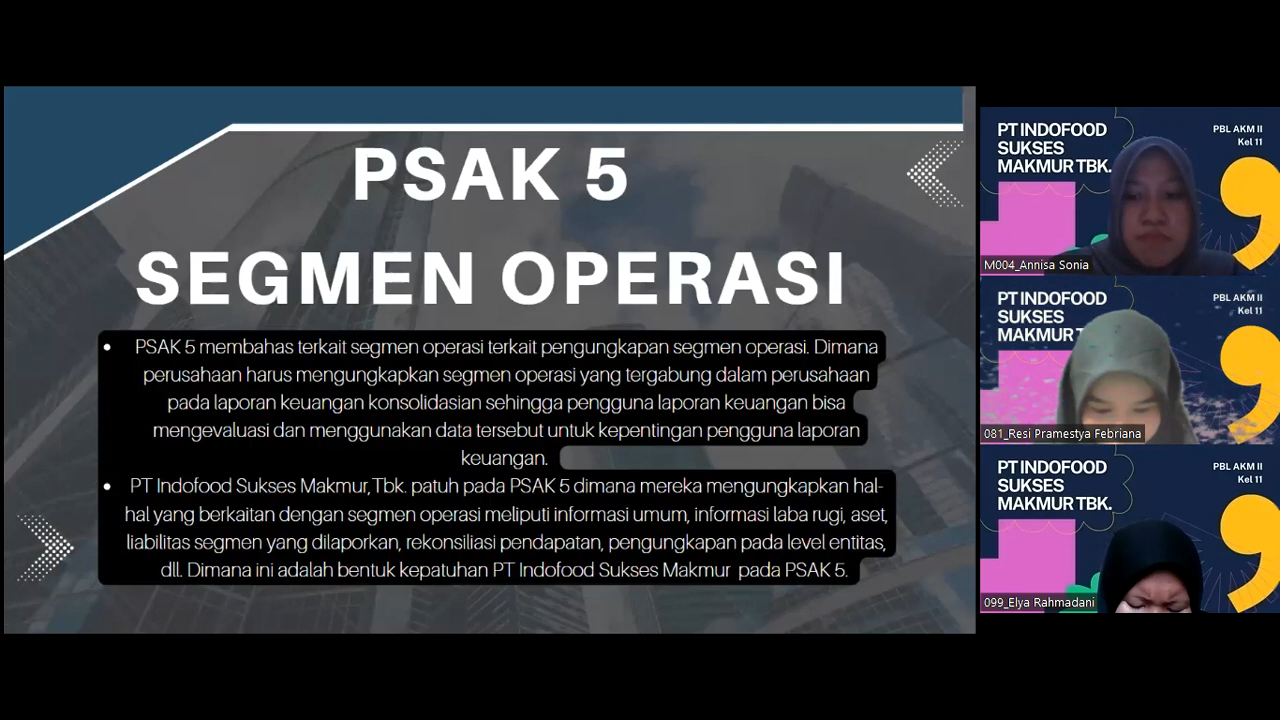 PSAK 5
SEGMEN OPERASI
• PSAK 5 membahas terkait segmen operasi terkait pengungkapan segmen operasi. Dimana
perusahaan harus mengungkapkan segmen operasi yang tergabung dalam perusahaan
pada laporan keuangan konsolidasian sehingga pengguna laporan keuangan bisa
mengevaluasi dan menggunakan data tersebut untuk kepentingan pengguna laporan
keuangan.
• PT Indofood Sukses Makmur, Tbk. patuh pada PSAK 5 dimana mereka mengungkapkan hal-
hal yang berkaitan dengan segmen operasi meliputi informasi umum, informasi laba rugi, aset,
liabilitas segmen yang dilaporkan, rekonsiliasi pendapatan, pengungkapan pada level entitas,
dll. Dimana ini adalah bentuk kepatuhan PT Indofood Sukses Makmur pada PSAK 5.
PT INDOFOOD
SUKSES
MAKMUR TBK.
PBL AKM II
Kel 11
M004_Annisa Sonia
PT INDOFOOD
SUKSES
MAKMUR T
PBL AKM II
Kel 11
081_Resi Pramestya Febriana
PT INDOFOOD
SUKSES
MAKMUR TBK.
PBL AKM II
Kel 11
099_Elya Rahmadani